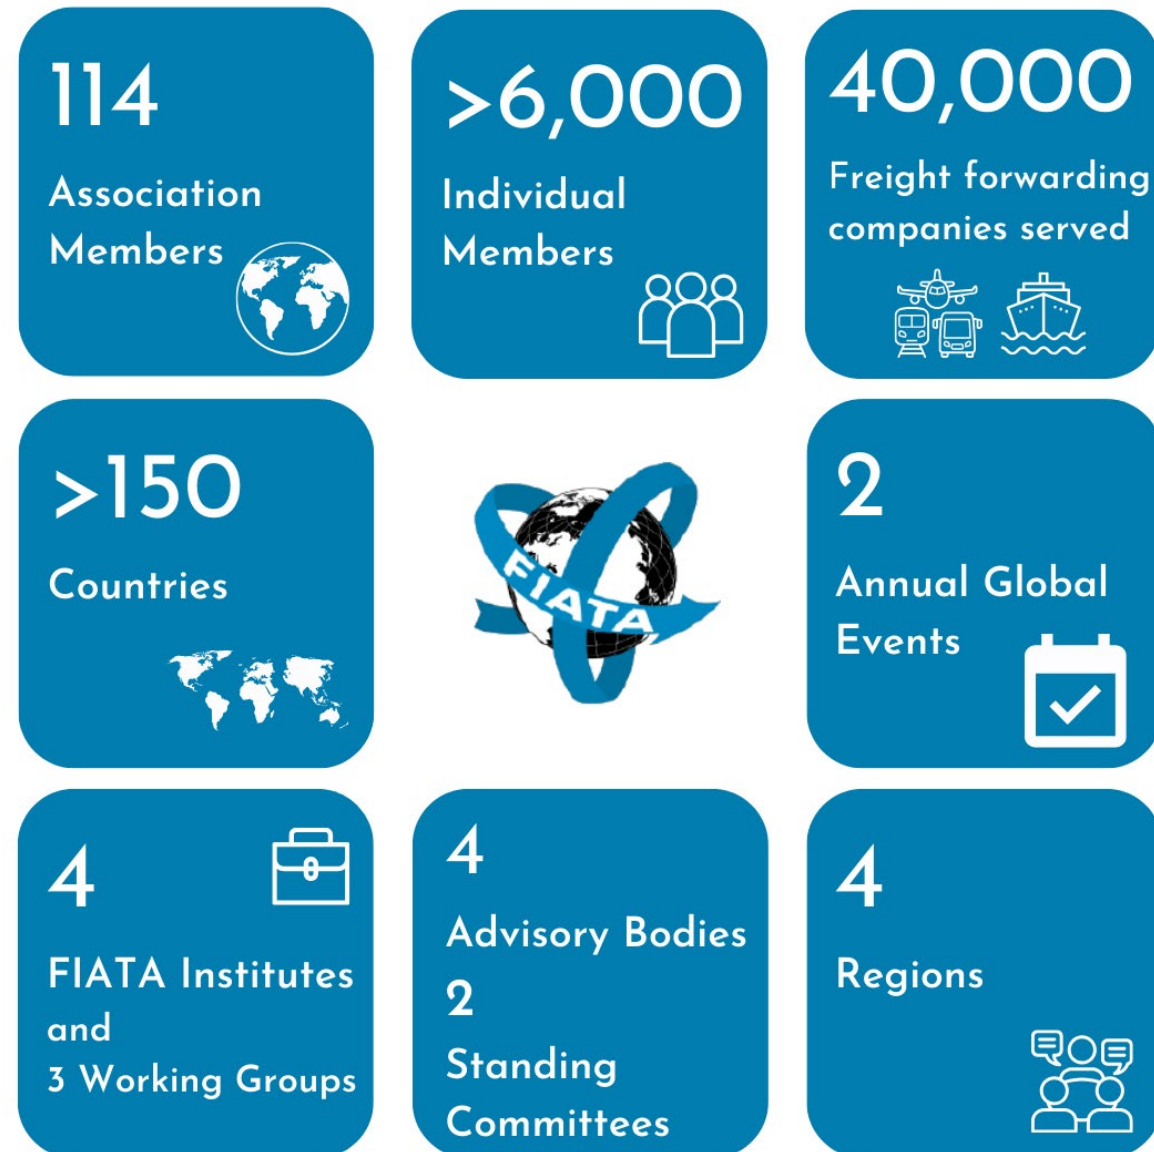 114
Association
Members
>6,000
Individual
Members
40,000
Freight forwarding
companies served
>150
Countries
FIATA
2
Annual Global
Events
4
FIATA Institutes
and
3 Working Groups
4
Advisory Bodies
2
Standing
Committees
4
Regions